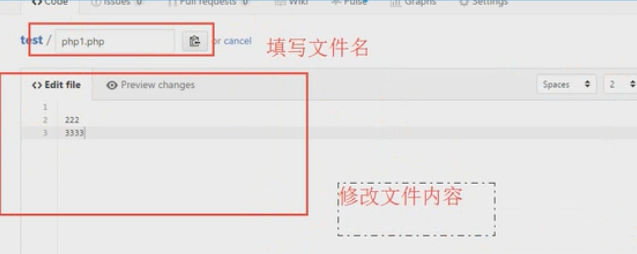 Code Issues 0 Pull requests 0 Wiki Pulse Graphs Settings
test / php1.php or cancel
填写文件名
Edit file Preview changes Spaces 2
1
2 222
3 3333
修改文件内容